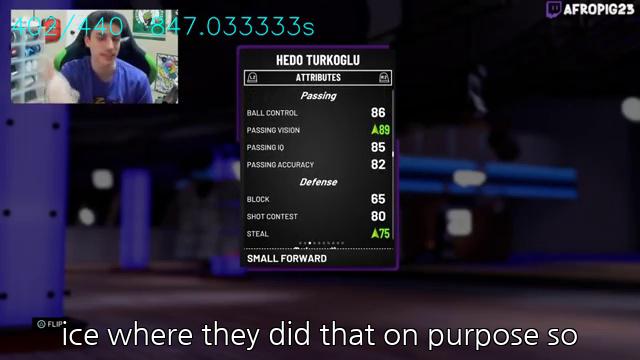 402/440 847.033333s
AFROPIG23
HEDO TURKOGLU
ATTRIBUTES
Passing
BALL CONTROL 86
PASSING VISION 89
PASSING IQ 85
PASSING ACCURACY 82
Defense
BLOCK 65
SHOT CONTEST 80
STEAL 75
SMALL FORWARD
FLIP
ice where they did that on purpose so